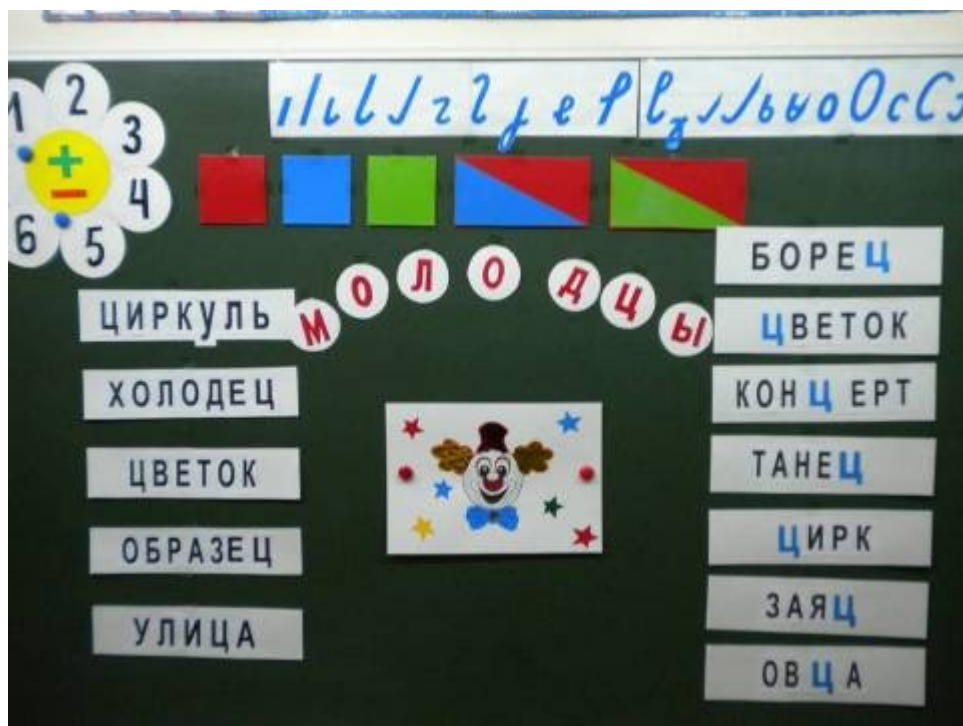 1 2 3 4 5 6
+
−
МОЛОДЦЫ
ЦИРКУЛЬ
ХОЛОДЕЦ
ЦВЕТОК
ОБРАЗЕЦ
УЛИЦА
БОРЕЦ
ЦВЕТОК
КОНЦЕРТ
ТАНЕЦ
ЦИРК
ЗАЯЦ
ОВЦА